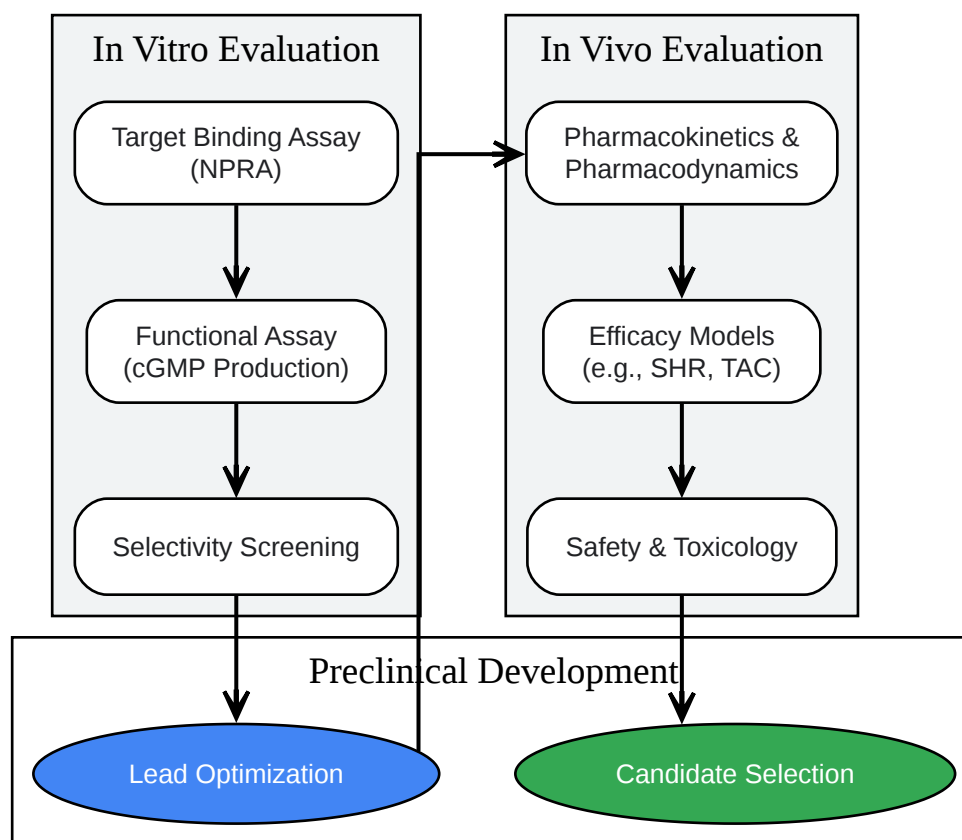 In Vitro Evaluation
Target Binding Assay
(NPRA)
Functional Assay
(cGMP Production)
Selectivity Screening
In Vivo Evaluation
Pharmacokinetics &
Pharmacodynamics
Efficacy Models
(e.g., SHR, TAC)
Safety & Toxicology
Preclinical Development
Lead Optimization
Candidate Selection